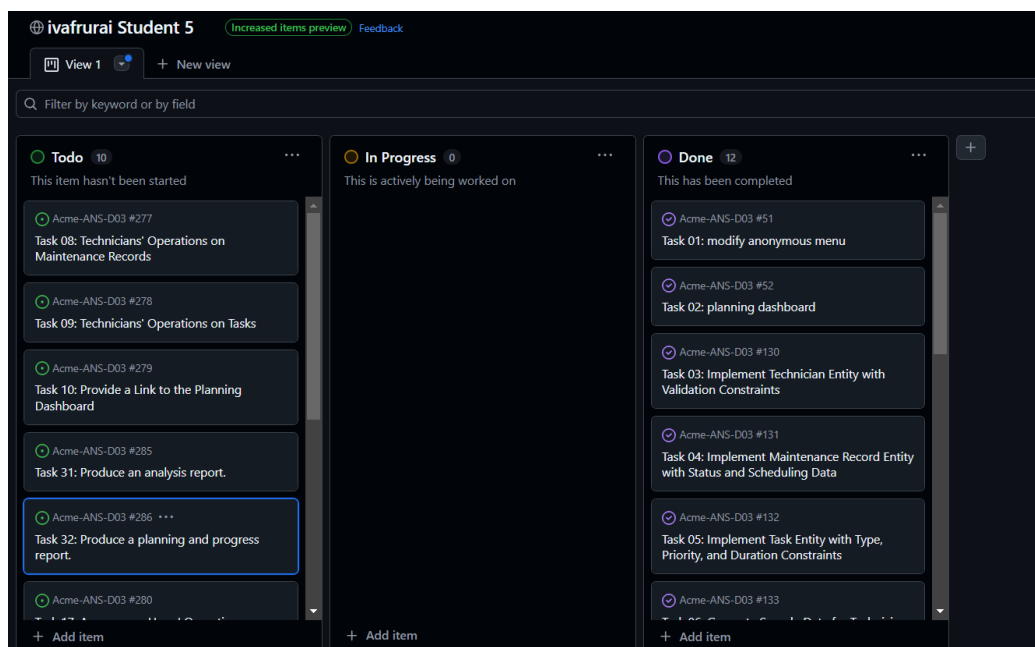 ivafrurai Student 5
Increased items preview
Feedback
View 1
New view
Filter by keyword or by field
Todo 10
This item hasn't been started
Acme-ANS-D03 #277
Task 08: Technicians' Operations on
Maintenance Records
Acme-ANS-D03 #278
Task 09: Technicians' Operations on Tasks
Acme-ANS-D03 #279
Task 10: Provide a Link to the Planning
Dashboard
Acme-ANS-D03 #285
Task 31: Produce an analysis report.
Acme-ANS-D03 #286
Task 32: Produce a planning and progress
report.
Acme-ANS-D03 #280
Add item
In Progress 0
This is actively being worked on
Add item
Done 12
This has been completed
Acme-ANS-D03 #51
Task 01: modify anonymous menu
Acme-ANS-D03 #52
Task 02: planning dashboard
Acme-ANS-D03 #130
Task 03: Implement Technician Entity with
Validation Constraints
Acme-ANS-D03 #131
Task 04: Implement Maintenance Record Entity
with Status and Scheduling Data
Acme-ANS-D03 #132
Task 05: Implement Task Entity with Type,
Priority, and Duration Constraints
Acme-ANS-D03 #133
Add item